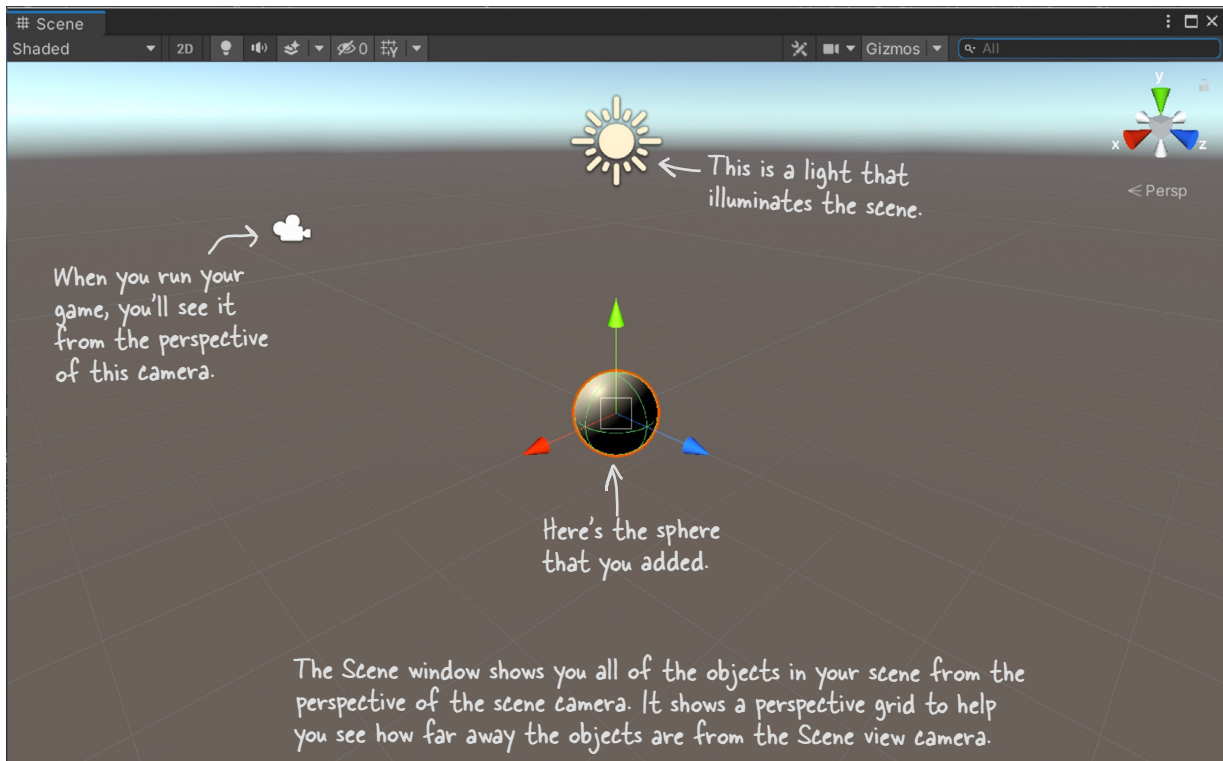 Scene
Shaded
2D
0
Gizmos
All
y
x
z
Persp
This is a light that
illuminates the scene.
When you run your
game, you'll see it
from the perspective
of this camera.
Here's the sphere
that you added.
The Scene window shows you all of the objects in your scene from the
perspective of the scene camera. It shows a perspective grid to help
you see how far away the objects are from the Scene view camera.